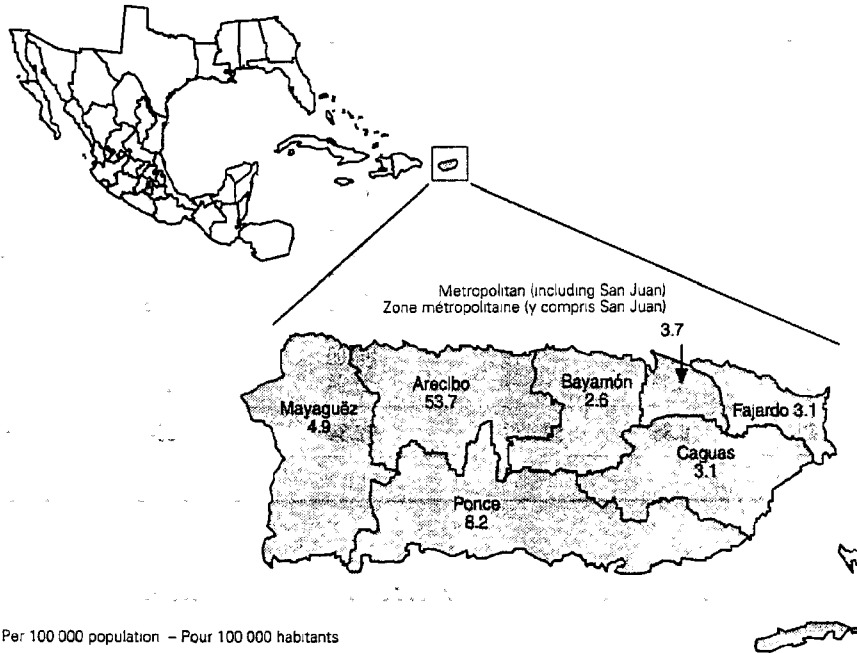 Metropolitan (including San Juan)
Zone métropolitaine (y compris San Juan)
3.7
Arecibo
53.7
Bayamón
2.6
Mayaguëz
4.9
Fajardo 3.1
Caguas
3.1
Ponce
8.2
Per 100 000 population – Pour 100 000 habitants